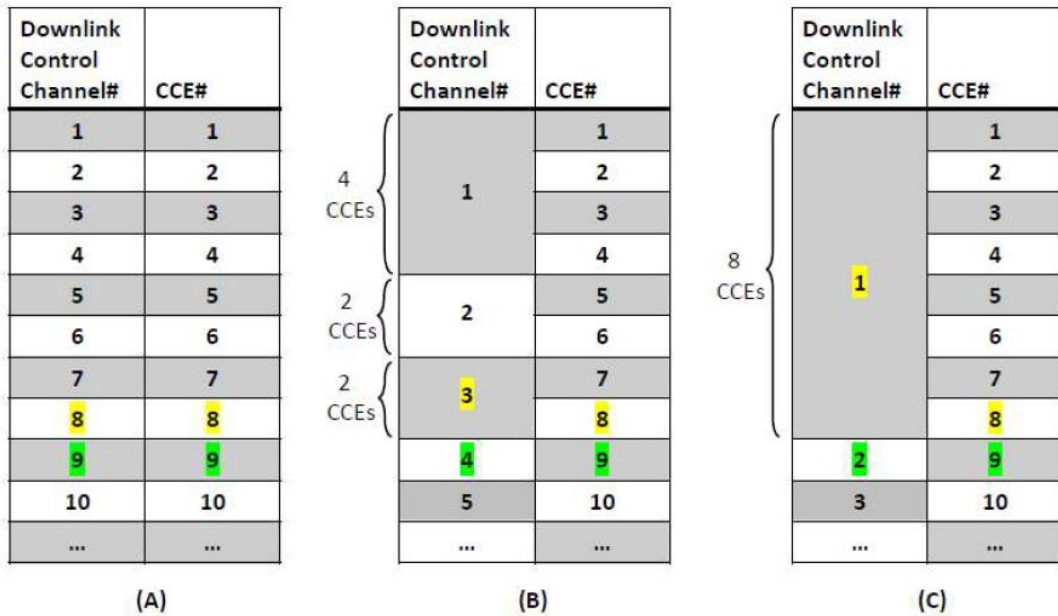 Downlink
Control
Channel# CCE#
1 1
2 2
3 3
4 4
5 5
6 6
7 7
8 8
9 9
10 10
... ...
(A)
Downlink
Control
Channel# CCE#
4
CCEs
1
1
2
3
4
2
CCEs
2
5
6
2
CCEs
3
7
8
4 9
5 10
... ...
(B)
Downlink
Control
Channel# CCE#
8
CCEs
1
1
2
3
4
5
6
7
8
2 9
3 10
... ...
(C)